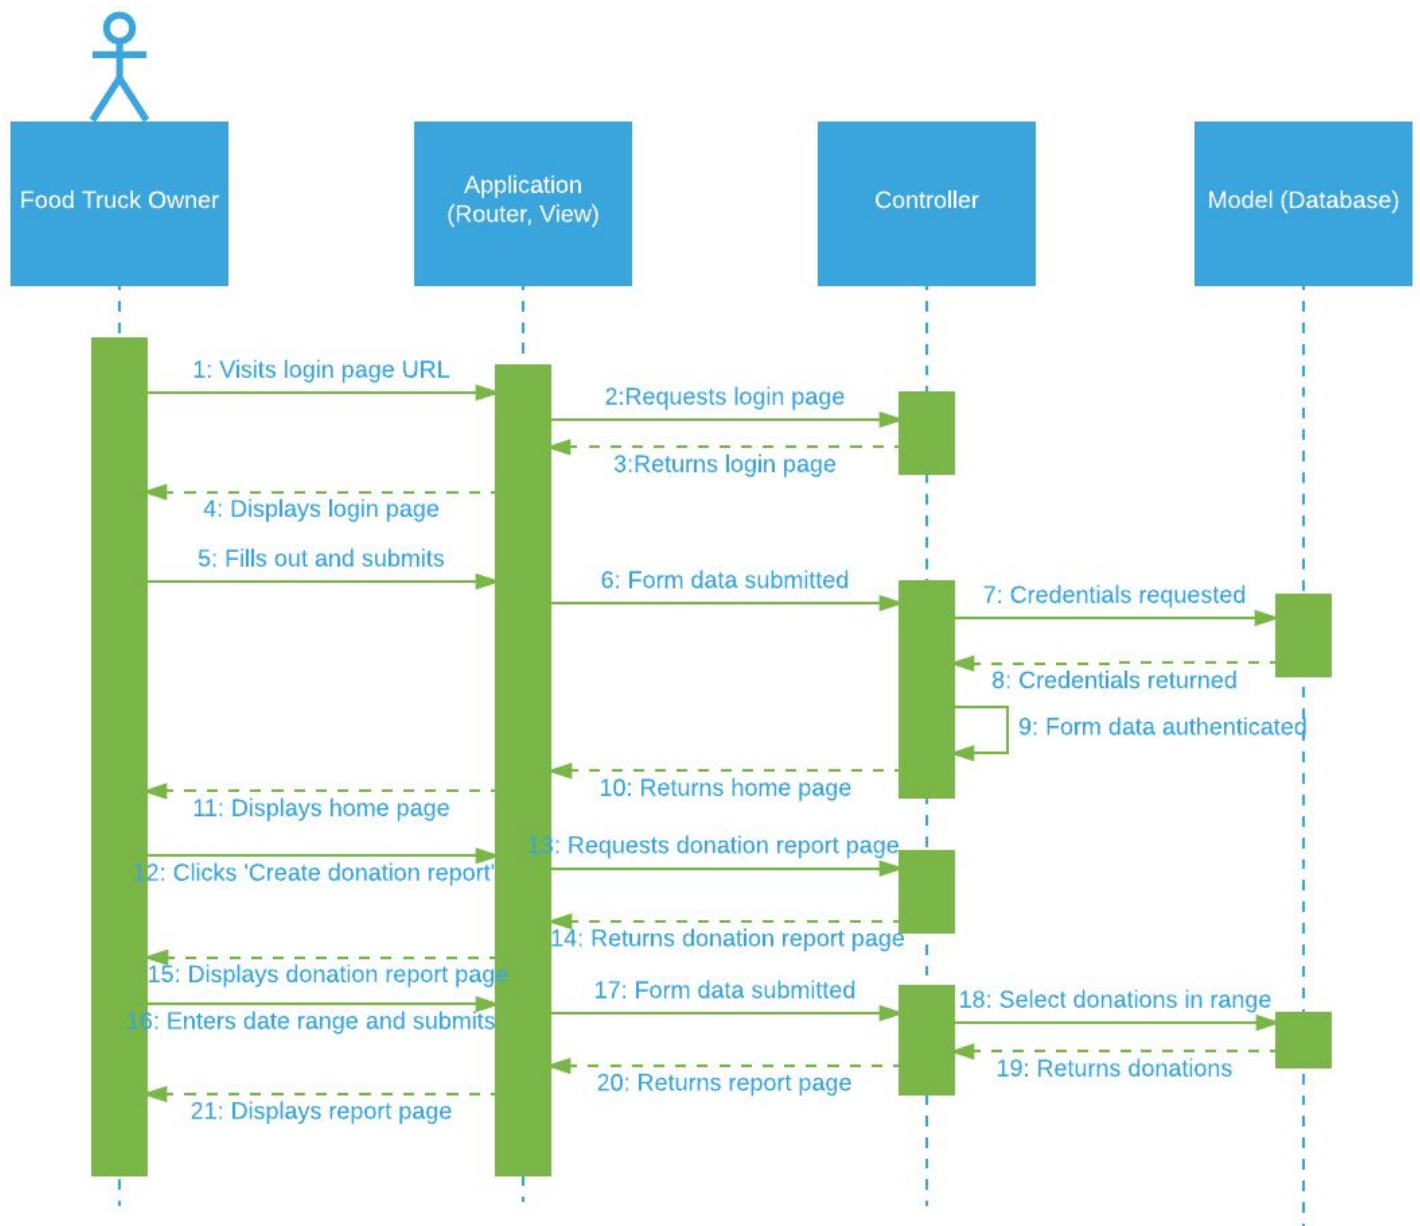 Food Truck Owner
Application
(Router, View)
Controller
Model (Database)
1: Visits login page URL
2:Requests login page
3:Returns login page
4: Displays login page
5: Fills out and submits
6: Form data submitted
7: Credentials requested
8: Credentials returned
9: Form data authenticated
10: Returns home page
11: Displays home page
12: Clicks 'Create donation report'
13: Requests donation report page
14: Returns donation report page
15: Displays donation report page
16: Enters date range and submits
17: Form data submitted
18: Select donations in range
19: Returns donations
20: Returns report page
21: Displays report page